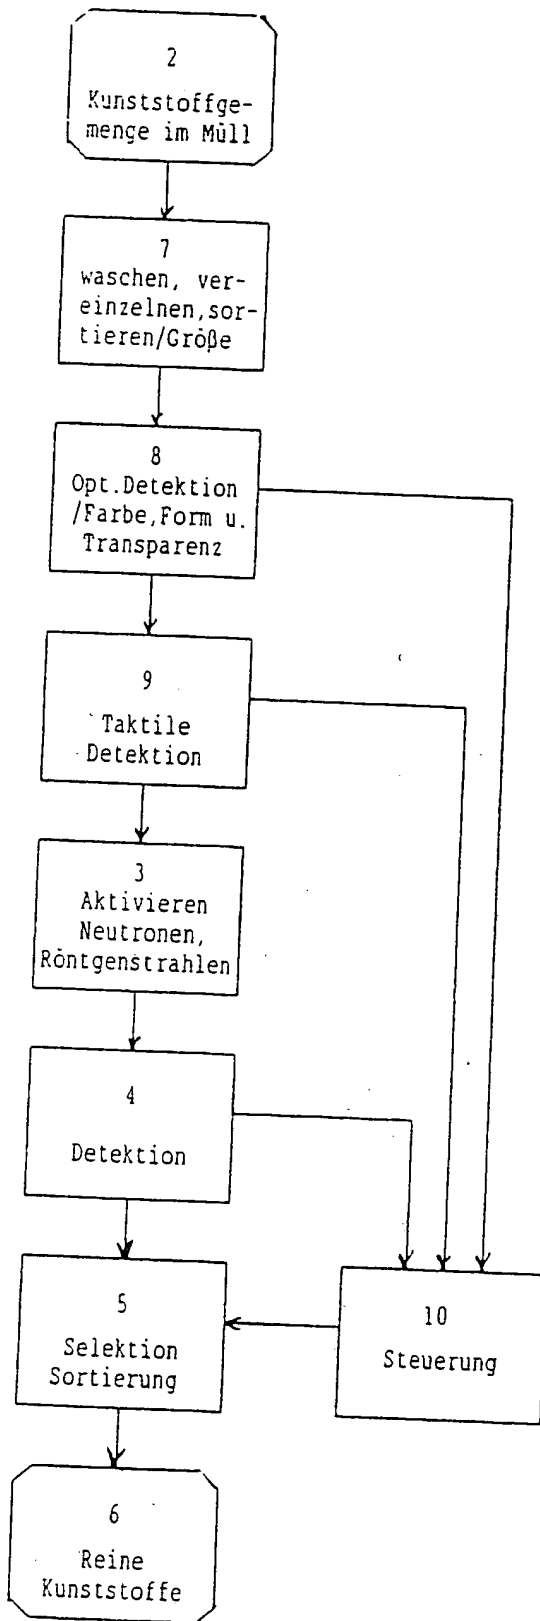 2
Kunststoffge-
menge im Müll
7
waschen, ver-
einzelnen,sor-
tieren/Größe
8
Opt.Detektion
/Farbe,Form u.
Transparenz
9
Taktile
Detektion
3
Aktivieren
Neutronen,
Röntgenstrahlen
4
Detektion
5
Selektion
Sortierung
10
Steuerung
6
Reine
Kunststoffe